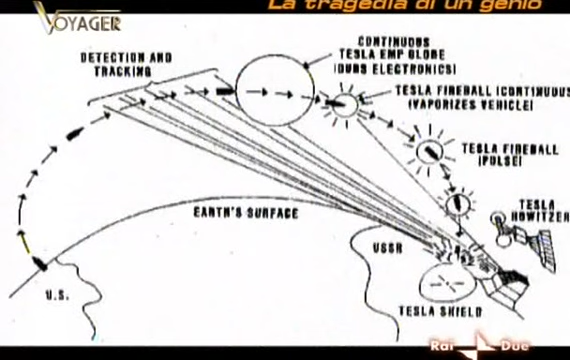 La tragedia di un genio
VOYAGER
DETECTION AND
TRACKING
CONTINUOUS
TESLA EMP GLOBE
(DUDS ELECTRONICS)
TESLA FIREBALL (CONTINUOUS
(VAPORIZES VEHICLE)
TESLA FIREBALL
(PULSE)
TESLA
HOWITZER
EARTH'S SURFACE
USSR
U.S.
TESLA SHIELD
Rai Due